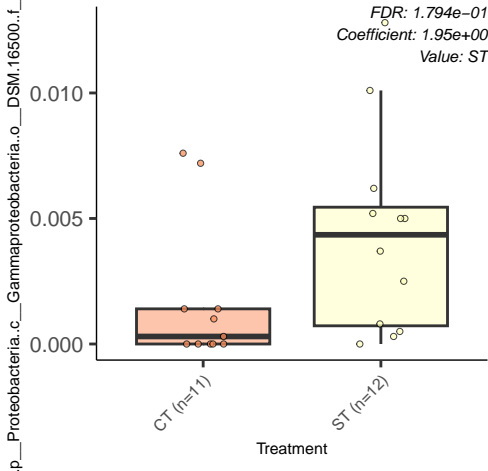 FDR: 1.794e−01
Coefficient: 1.95e+00
Value: ST
.p__Proteobacteria..c__Gammaproteobacteria..o__DSM.16500..f_
0.010
0.005
0.000
CT (n=11)
ST (n=12)
Treatment